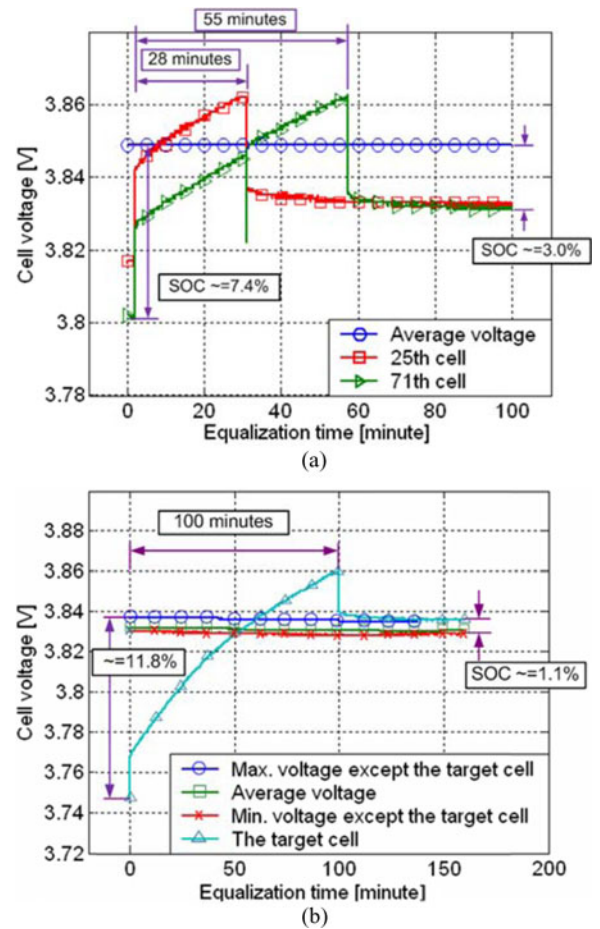 55 minutes
28 minutes
3.86
3.84
3.82
3.8
3.78
Cell voltage [V]
SOC ~=7.4%
SOC ~=3.0%
Average voltage
25th cell
71th cell
0 20 40 60 80 100
Equalization time [minute]
(a)
100 minutes
3.88
3.86
3.84
3.82
3.8
3.78
3.76
3.74
3.72
Cell voltage [V]
~=11.8%
SOC ~=1.1%
Max. voltage except the target cell
Average voltage
Min. voltage except the target cell
The target cell
0 50 100 150 200
Equalization time [minute]
(b)